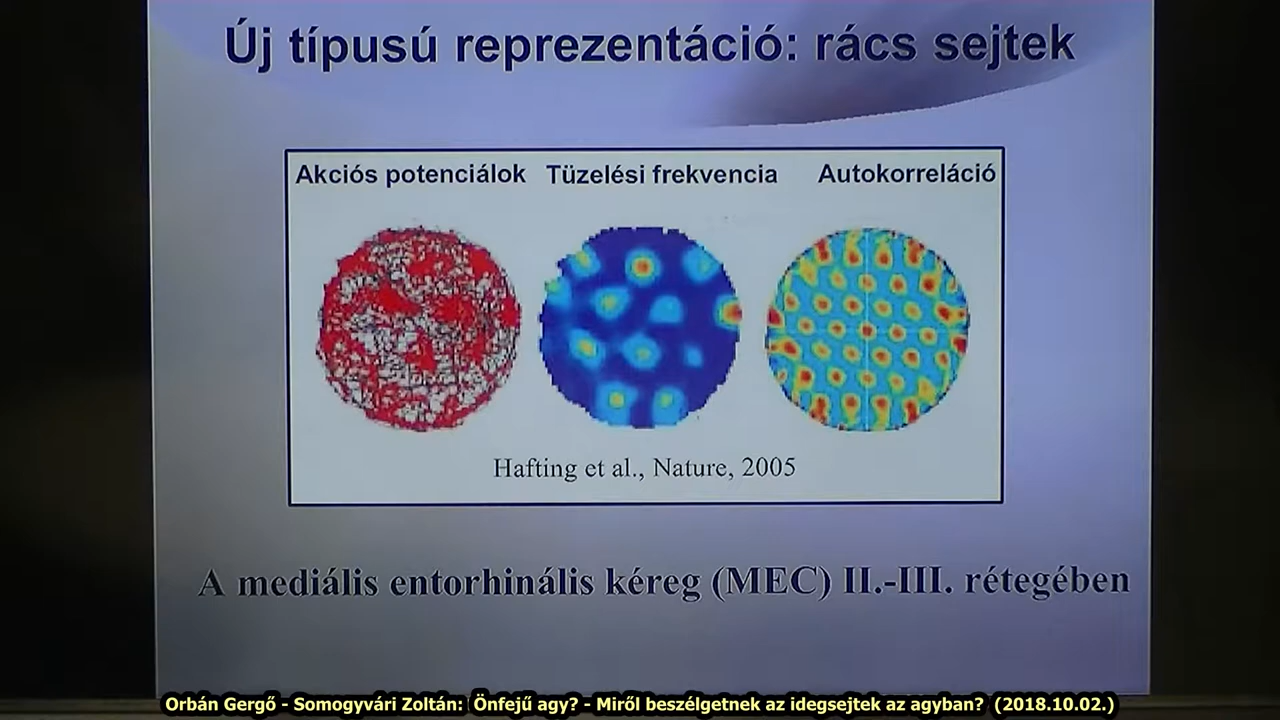 Új típusú reprezentáció: rács sejtek
Akciós potenciálok Tüzelési frekvencia Autokorreláció
Hafting et al., Nature, 2005
A mediális entorhinális kéreg (MEC) II.-III. rétegében
Orbán Gergő - Somogyvári Zoltán: Önfejű agy? - Miről beszélgetnek az idegsejtek az agyban? (2018.10.02.)